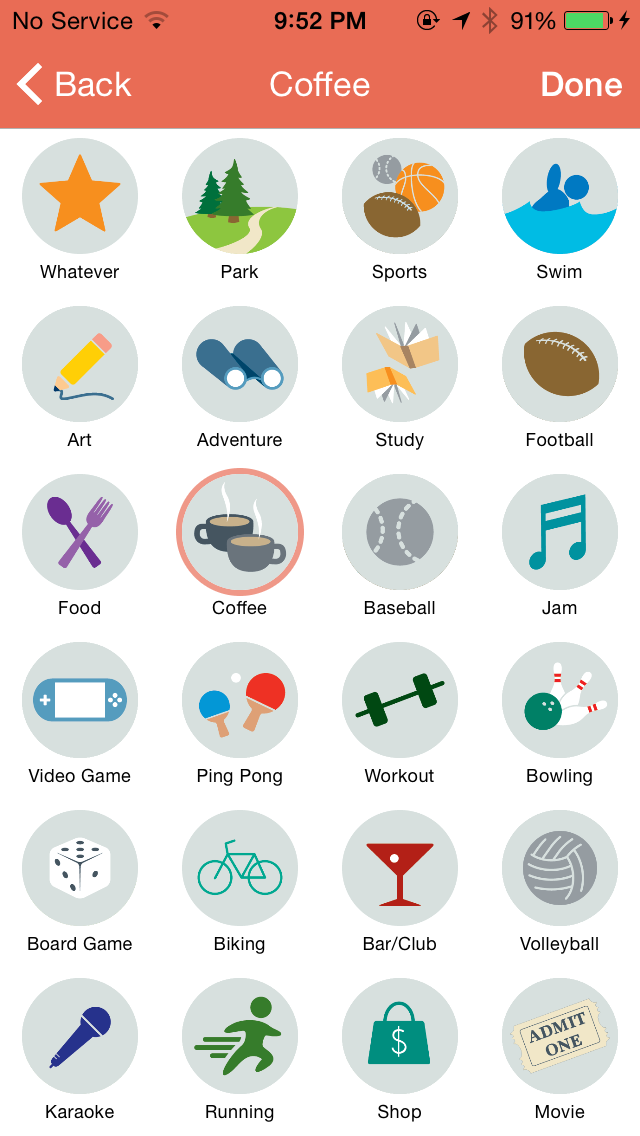 No Service 9:52 PM 91%
Back Coffee Done
Whatever Park Sports Swim
Art Adventure Study Football
Food Coffee Baseball Jam
Video Game Ping Pong Workout Bowling
Board Game Biking Bar/Club Volleyball
$
ADMIT
ONE
Karaoke Running Shop Movie